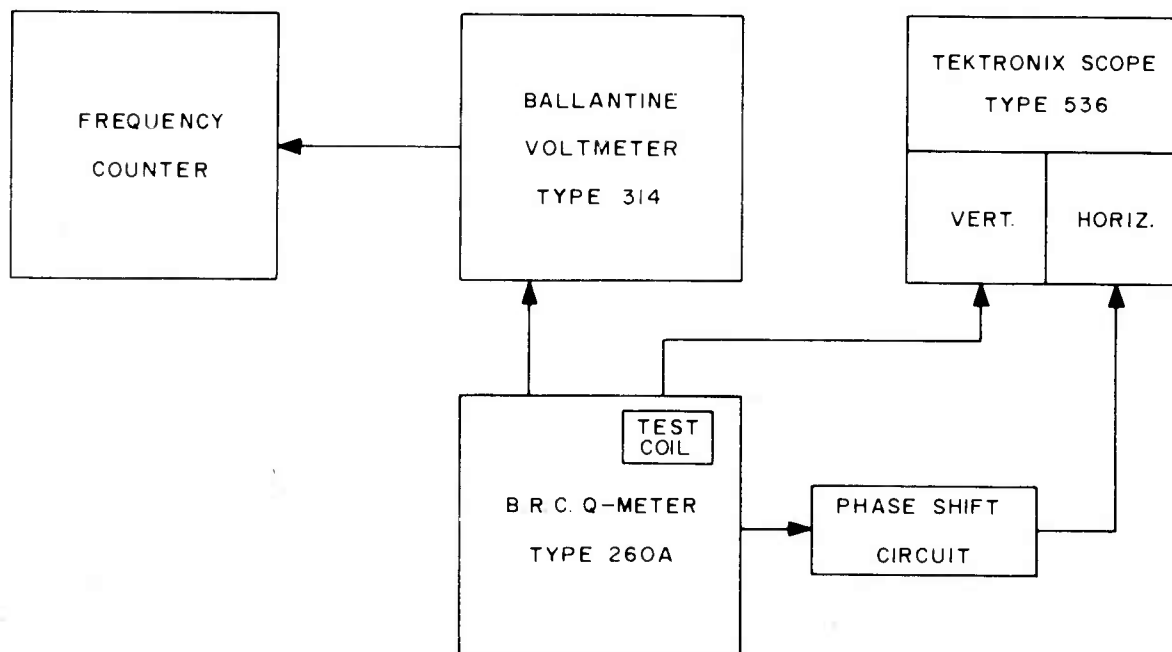 FREQUENCY
COUNTER
BALLANTINE
VOLTMETER
TYPE 314
TEKTRONIX SCOPE
TYPE 536
VERT.
HORIZ.
TEST
COIL
B.R.C. Q-METER
TYPE 260A
PHASE SHIFT
CIRCUIT